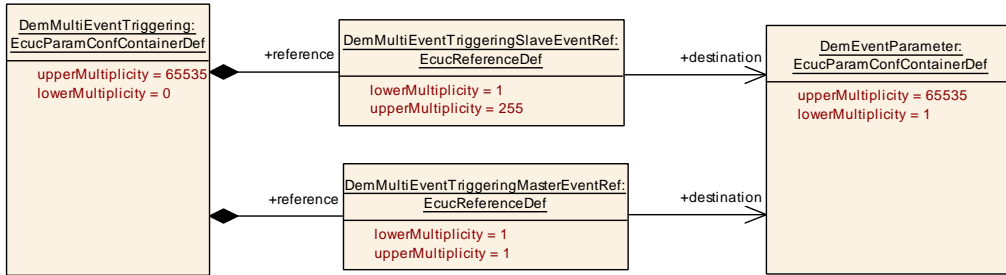 DemMultiEventTriggering:
EcucParamConfContainerDef
upperMultiplicity = 65535
lowerMultiplicity = 0
+reference
DemMultiEventTriggeringSlaveEventRef:
EcucReferenceDef
lowerMultiplicity = 1
upperMultiplicity = 255
+destination
DemEventParameter:
EcucParamConfContainerDef
upperMultiplicity = 65535
lowerMultiplicity = 1
+reference
DemMultiEventTriggeringMasterEventRef:
EcucReferenceDef
lowerMultiplicity = 1
upperMultiplicity = 1
+destination